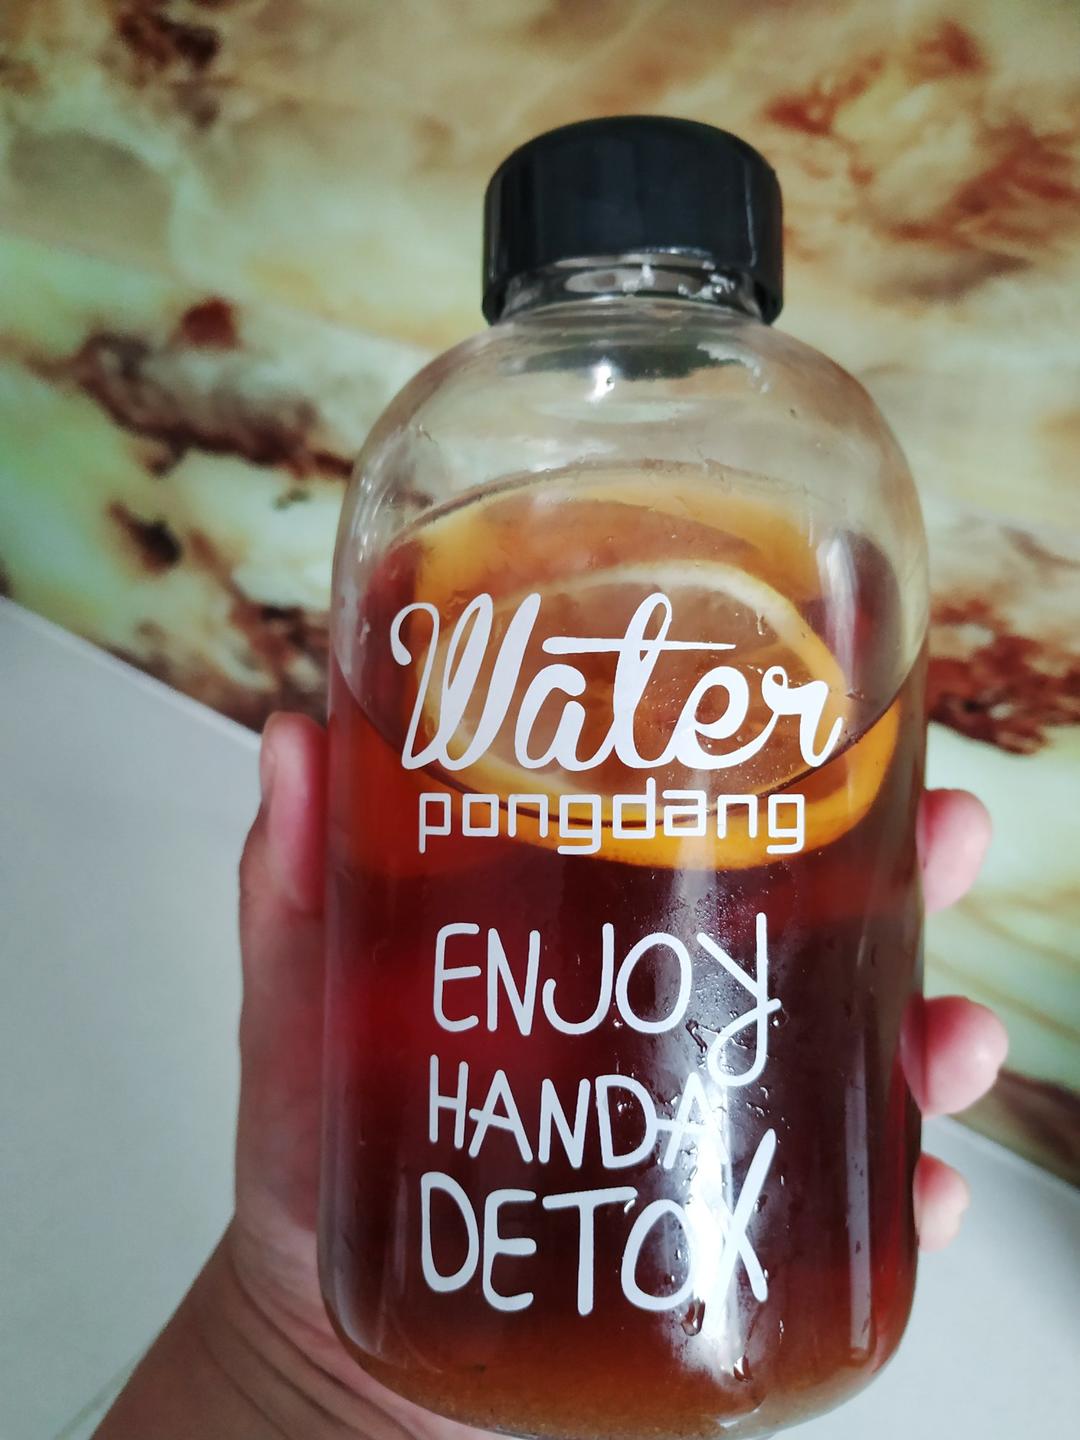 Water
pongdang
ENJOY
HANDA
DETOX